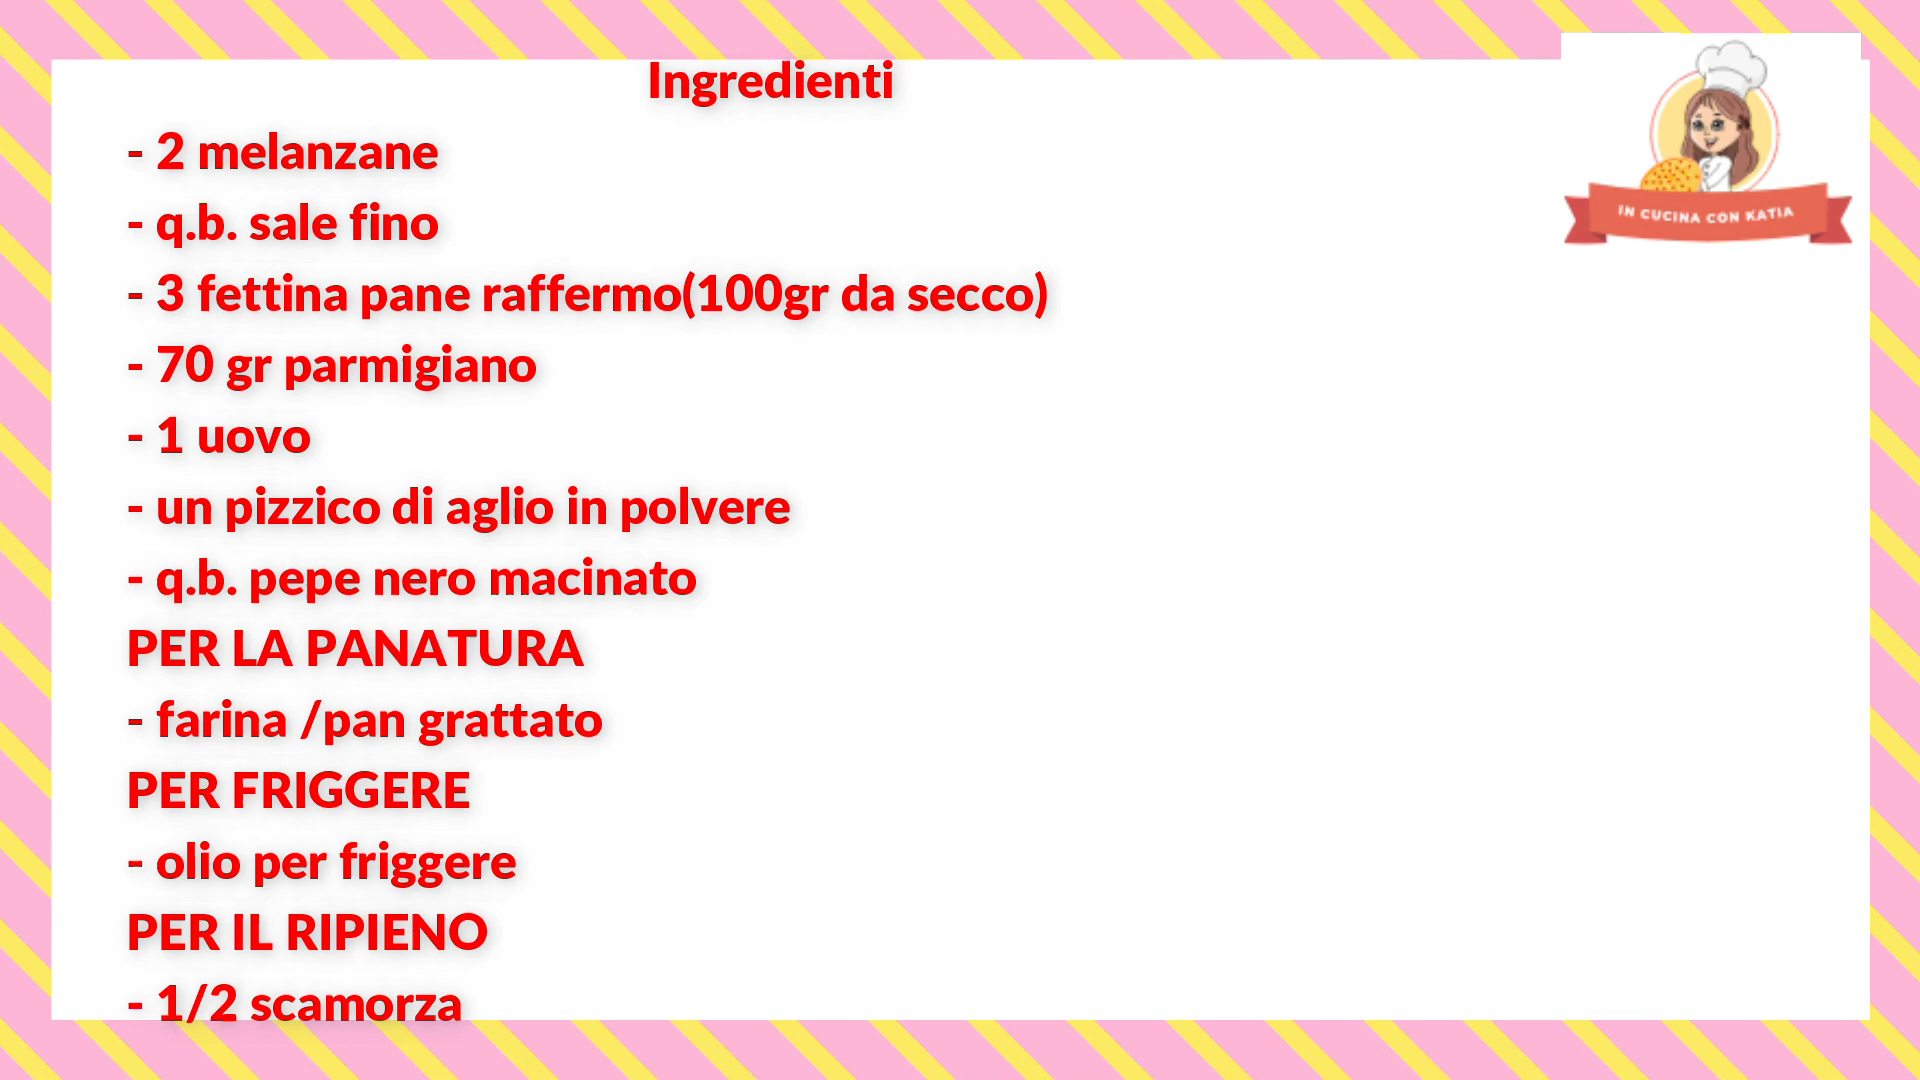 Ingredienti
- 2 melanzane
- q.b. sale fino
- 3 fettina pane raffermo(100gr da secco)
- 70 gr parmigiano
- 1 uovo
- un pizzico di aglio in polvere
- q.b. pepe nero macinato
PER LA PANATURA
- farina /pan grattato
PER FRIGGERE
- olio per friggere
PER IL RIPIENO
- 1/2 scamorza
IN CUCINA CON KATIA